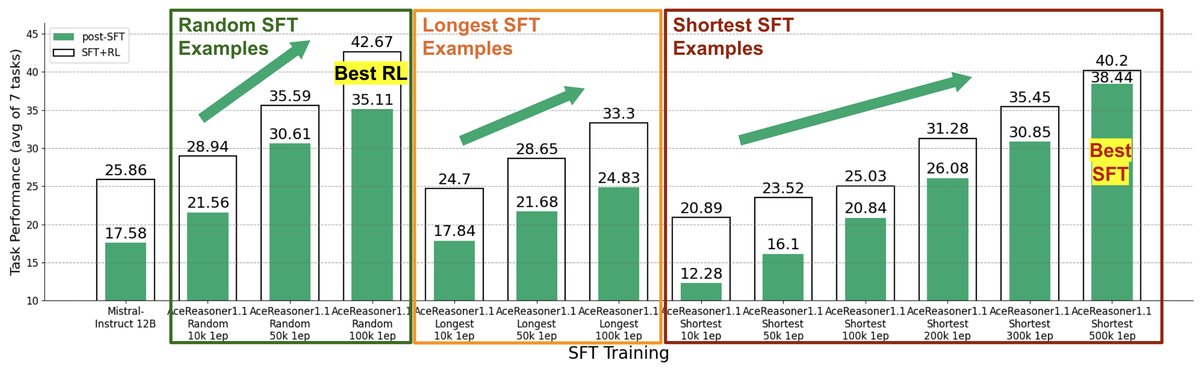 Random SFT
Examples
Longest SFT
Examples
Shortest SFT
Examples
post-SFT
SFT+RL
Task Performance (avg of 7 tasks)
45
40
35
30
25
20
15
10
25.86
17.58
28.94
21.56
35.59
30.61
42.67
Best RL
35.11
24.7
17.84
28.65
21.68
33.3
24.83
20.89
12.28
23.52
16.1
25.03
20.84
31.28
26.08
35.45
30.85
40.2
38.44
Best
SFT
Mistral-
Instruct 12B
AceReasoner1.1
Random
10k 1ep
AceReasoner1.1
Random
50k 1ep
AceReasoner1.1
Random
100k 1ep
AceReasoner1.1
Longest
10k 1ep
AceReasoner1.1
Longest
50k 1ep
AceReasoner1.1
Longest
100k 1ep
AceReasoner1.1
Shortest
10k 1ep
AceReasoner1.1
Shortest
50k 1ep
AceReasoner1.1
Shortest
100k 1ep
AceReasoner1.1
Shortest
200k 1ep
AceReasoner1.1
Shortest
300k 1ep
AceReasoner1.1
Shortest
500k 1ep
SFT Training